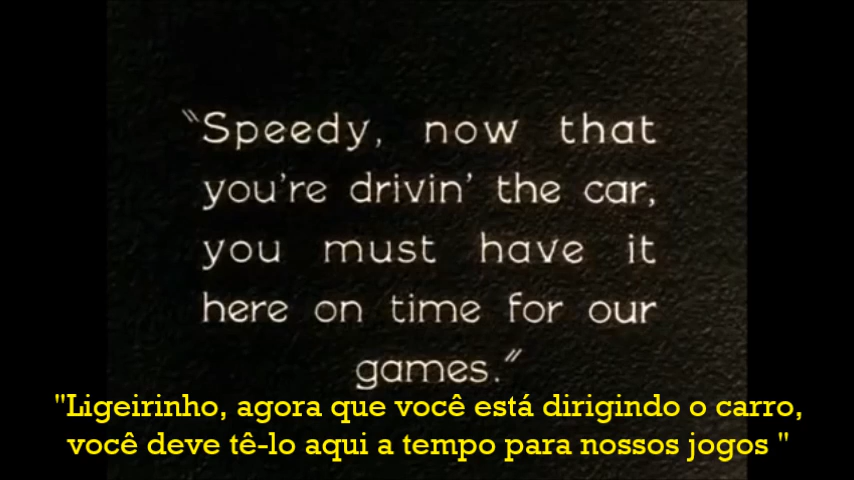 "Speedy, now that
you're drivin' the car,
you must have it
here on time for our
games."
"Ligeirinho, agora que você está dirigindo o carro,
você deve tê-lo aqui a tempo para nossos jogos "